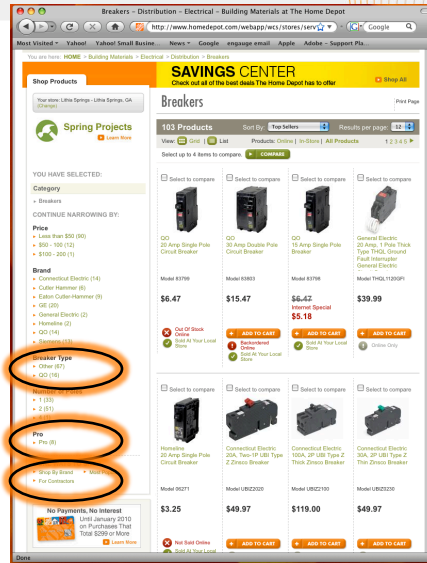 Breakers - Distribution - Electrical - Building Materials at The Home Depot
http://www.homedepot.com/webapp/wcs/stores/serv
Google
Most Visited Yahoo! Yahoo! Small Busine... News Google engauge email Apple Adobe - Support Pla...
You are here: HOME > Building Materials > Electrical > Distribution > Breakers
Shop Products
SAVINGS CENTER
Check out all of the best deals The Home Depot has to offer
Shop All
Your store: Lithia Springs - Lithia Springs, GA
(Change)
Spring Projects
Learn More
YOU HAVE SELECTED:
Category
Breakers
CONTINUE NARROWING BY:
Price
Less than $50 (90)
$50 - 100 (12)
$100 - 200 (1)
Brand
Connecticut Electric (14)
Cutler Hammer (6)
Eaton Cutler-Hammer (9)
GE (20)
General Electric (2)
Homeline (2)
QO (14)
Siemens (13)
Breaker Type
Other (67)
QO (16)
Number of Poles
1 (33)
2 (51)
Pro
Pro (6)
Shop By Brand
For Contractors
No Payments, No Interest
Until January 2010
on Purchases That
Total $299 or More
Learn More
Breakers
Print Page
103 Products
Sort By: Top Sellers
Results per page: 12
View: Grid | List
Products: Online | In-Store | All Products
1 2 3 4 5
Select up to 4 items to compare.
COMPARE
Select to compare
Select to compare
Select to compare
Select to compare
QO
20 Amp Single Pole
Circuit Breaker
Model 83799
$6.47
Out Of Stock
Online
Sold At Your Local
Store
QO
30 Amp Double Pole
Circuit Breaker
Model 83803
$15.47
ADD TO CART
Backordered
Online
Sold At Your Local
Store
QO
15 Amp Single Pole
Breaker
Model 83798
$6.47
Internet Special
$5.18
ADD TO CART
Sold At Your Local
Store
General Electric
20 Amp, 1 Pole Thick
Type THQL Ground
Fault Interrupter
General Electric
Model THQL1120GFI
$39.99
ADD TO CART
Online Only
Select to compare
Select to compare
Select to compare
Select to compare
Homeline
20 Amp Single Pole
Circuit Breaker
Model 06271
$3.25
Not Sold Online
Sold At Your Local
Connecticut Electric
20A, Two-1P UBI Type
Z Zinsco Breaker
Model UBIZ2020
$49.97
ADD TO CART
Connecticut Electric
100A, 2P UBI Type Z
Thick Zinsco Breaker
Model UBIZ2100
$119.00
ADD TO CART
Connecticut Electric
30A, 2P UBI Type Z
Thin Zinsco Breaker
Model UBIZ0230
$49.97
ADD TO CART
Done